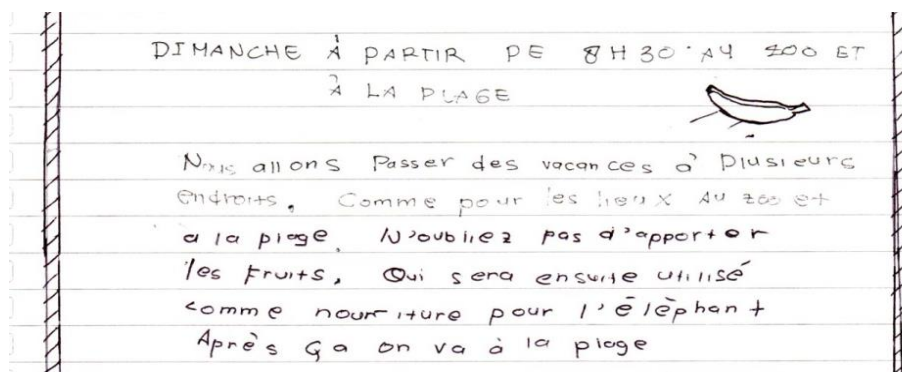 DIMANCHE À PARTIR DE 8H30 AU ZOO ET
À LA PLAGE
Nous allons Passer des vacances à Plusieurs
endroits. Comme pour les lieux AU zoo et
a la plage. N'oubliez pas d'apporter
les Fruits. Qui sera ensuite utilisé
comme nourriture pour l'éléphant
Après Ça on va à la plage